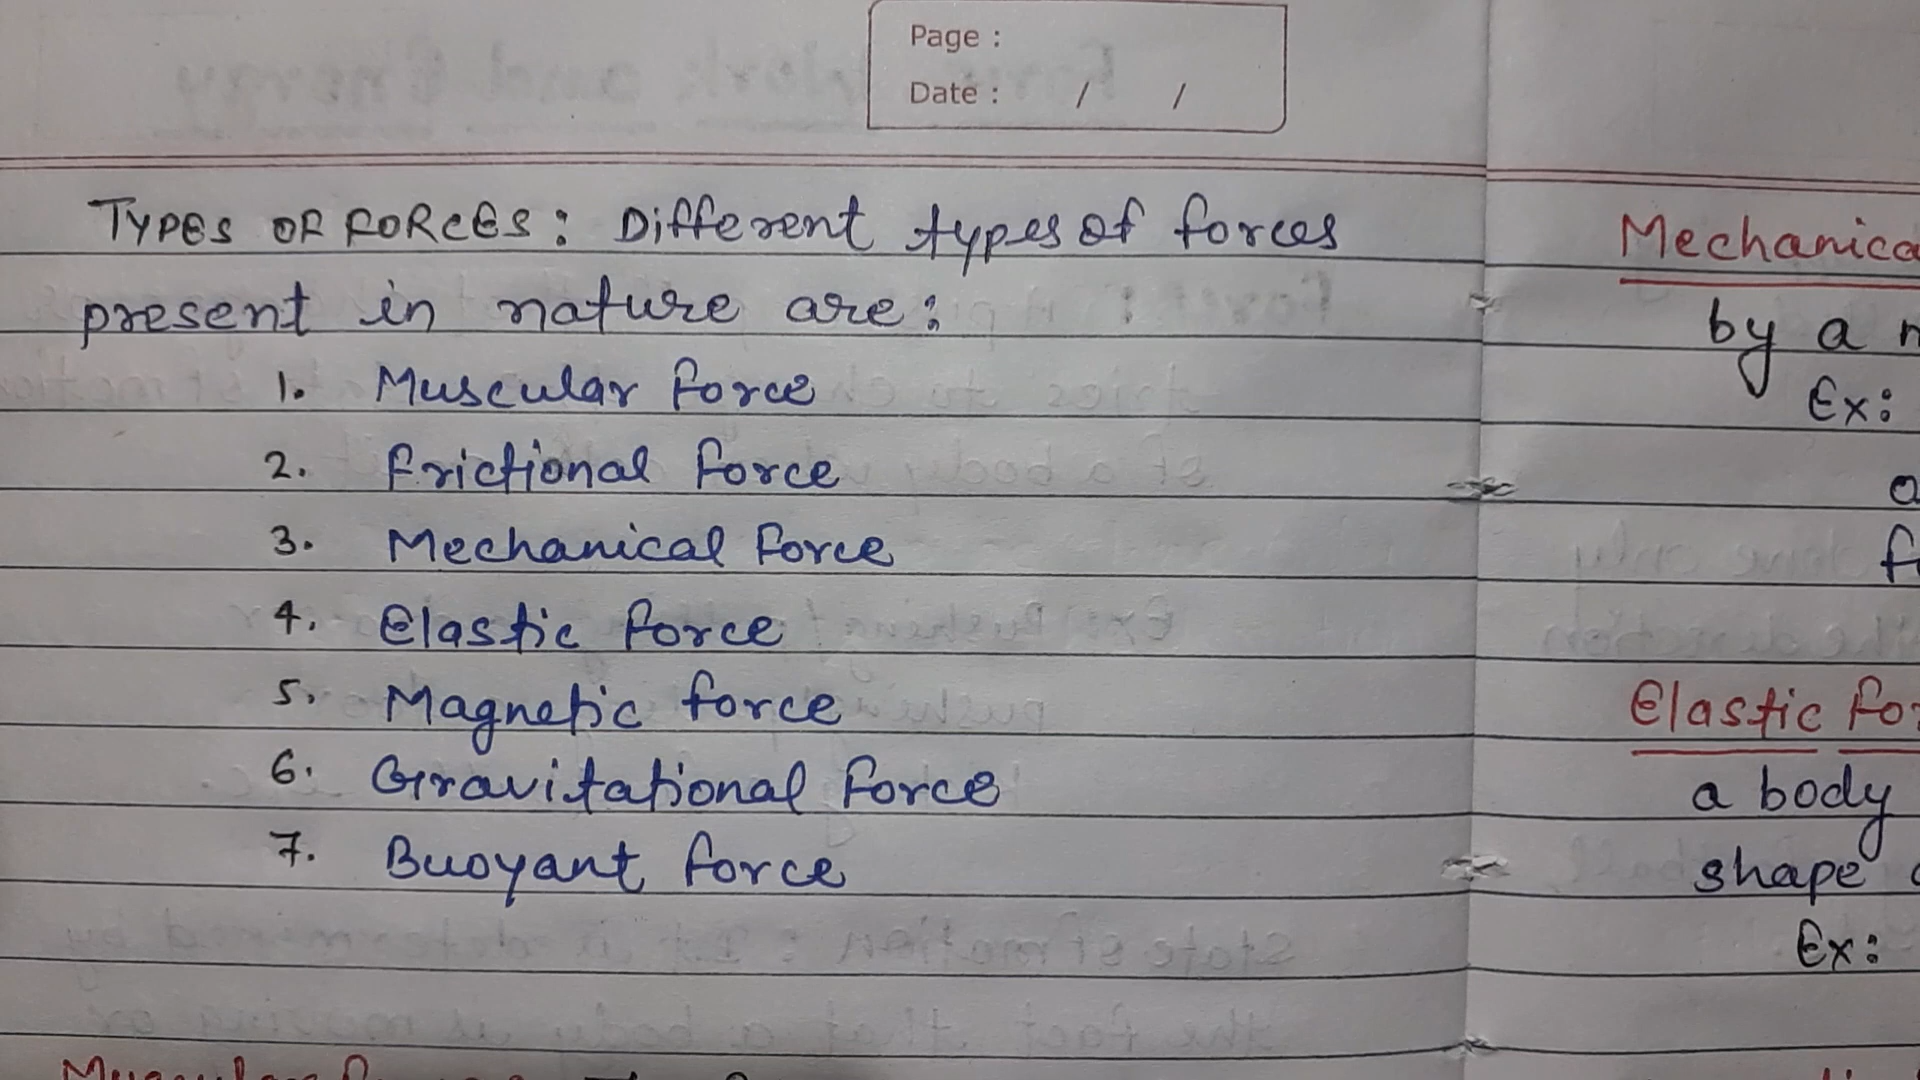 Page :
Date : / /
TYPES OF FORCES: Different types of forces
present in nature are:
1. Muscular force
2. Frictional force
3. Mechanical force
4. Elastic force
5. Magnetic force
6. Gravitational force
7. Buoyant force
Mechanica
by a
Ex:
Elastic fo
a body
shape
Ex: